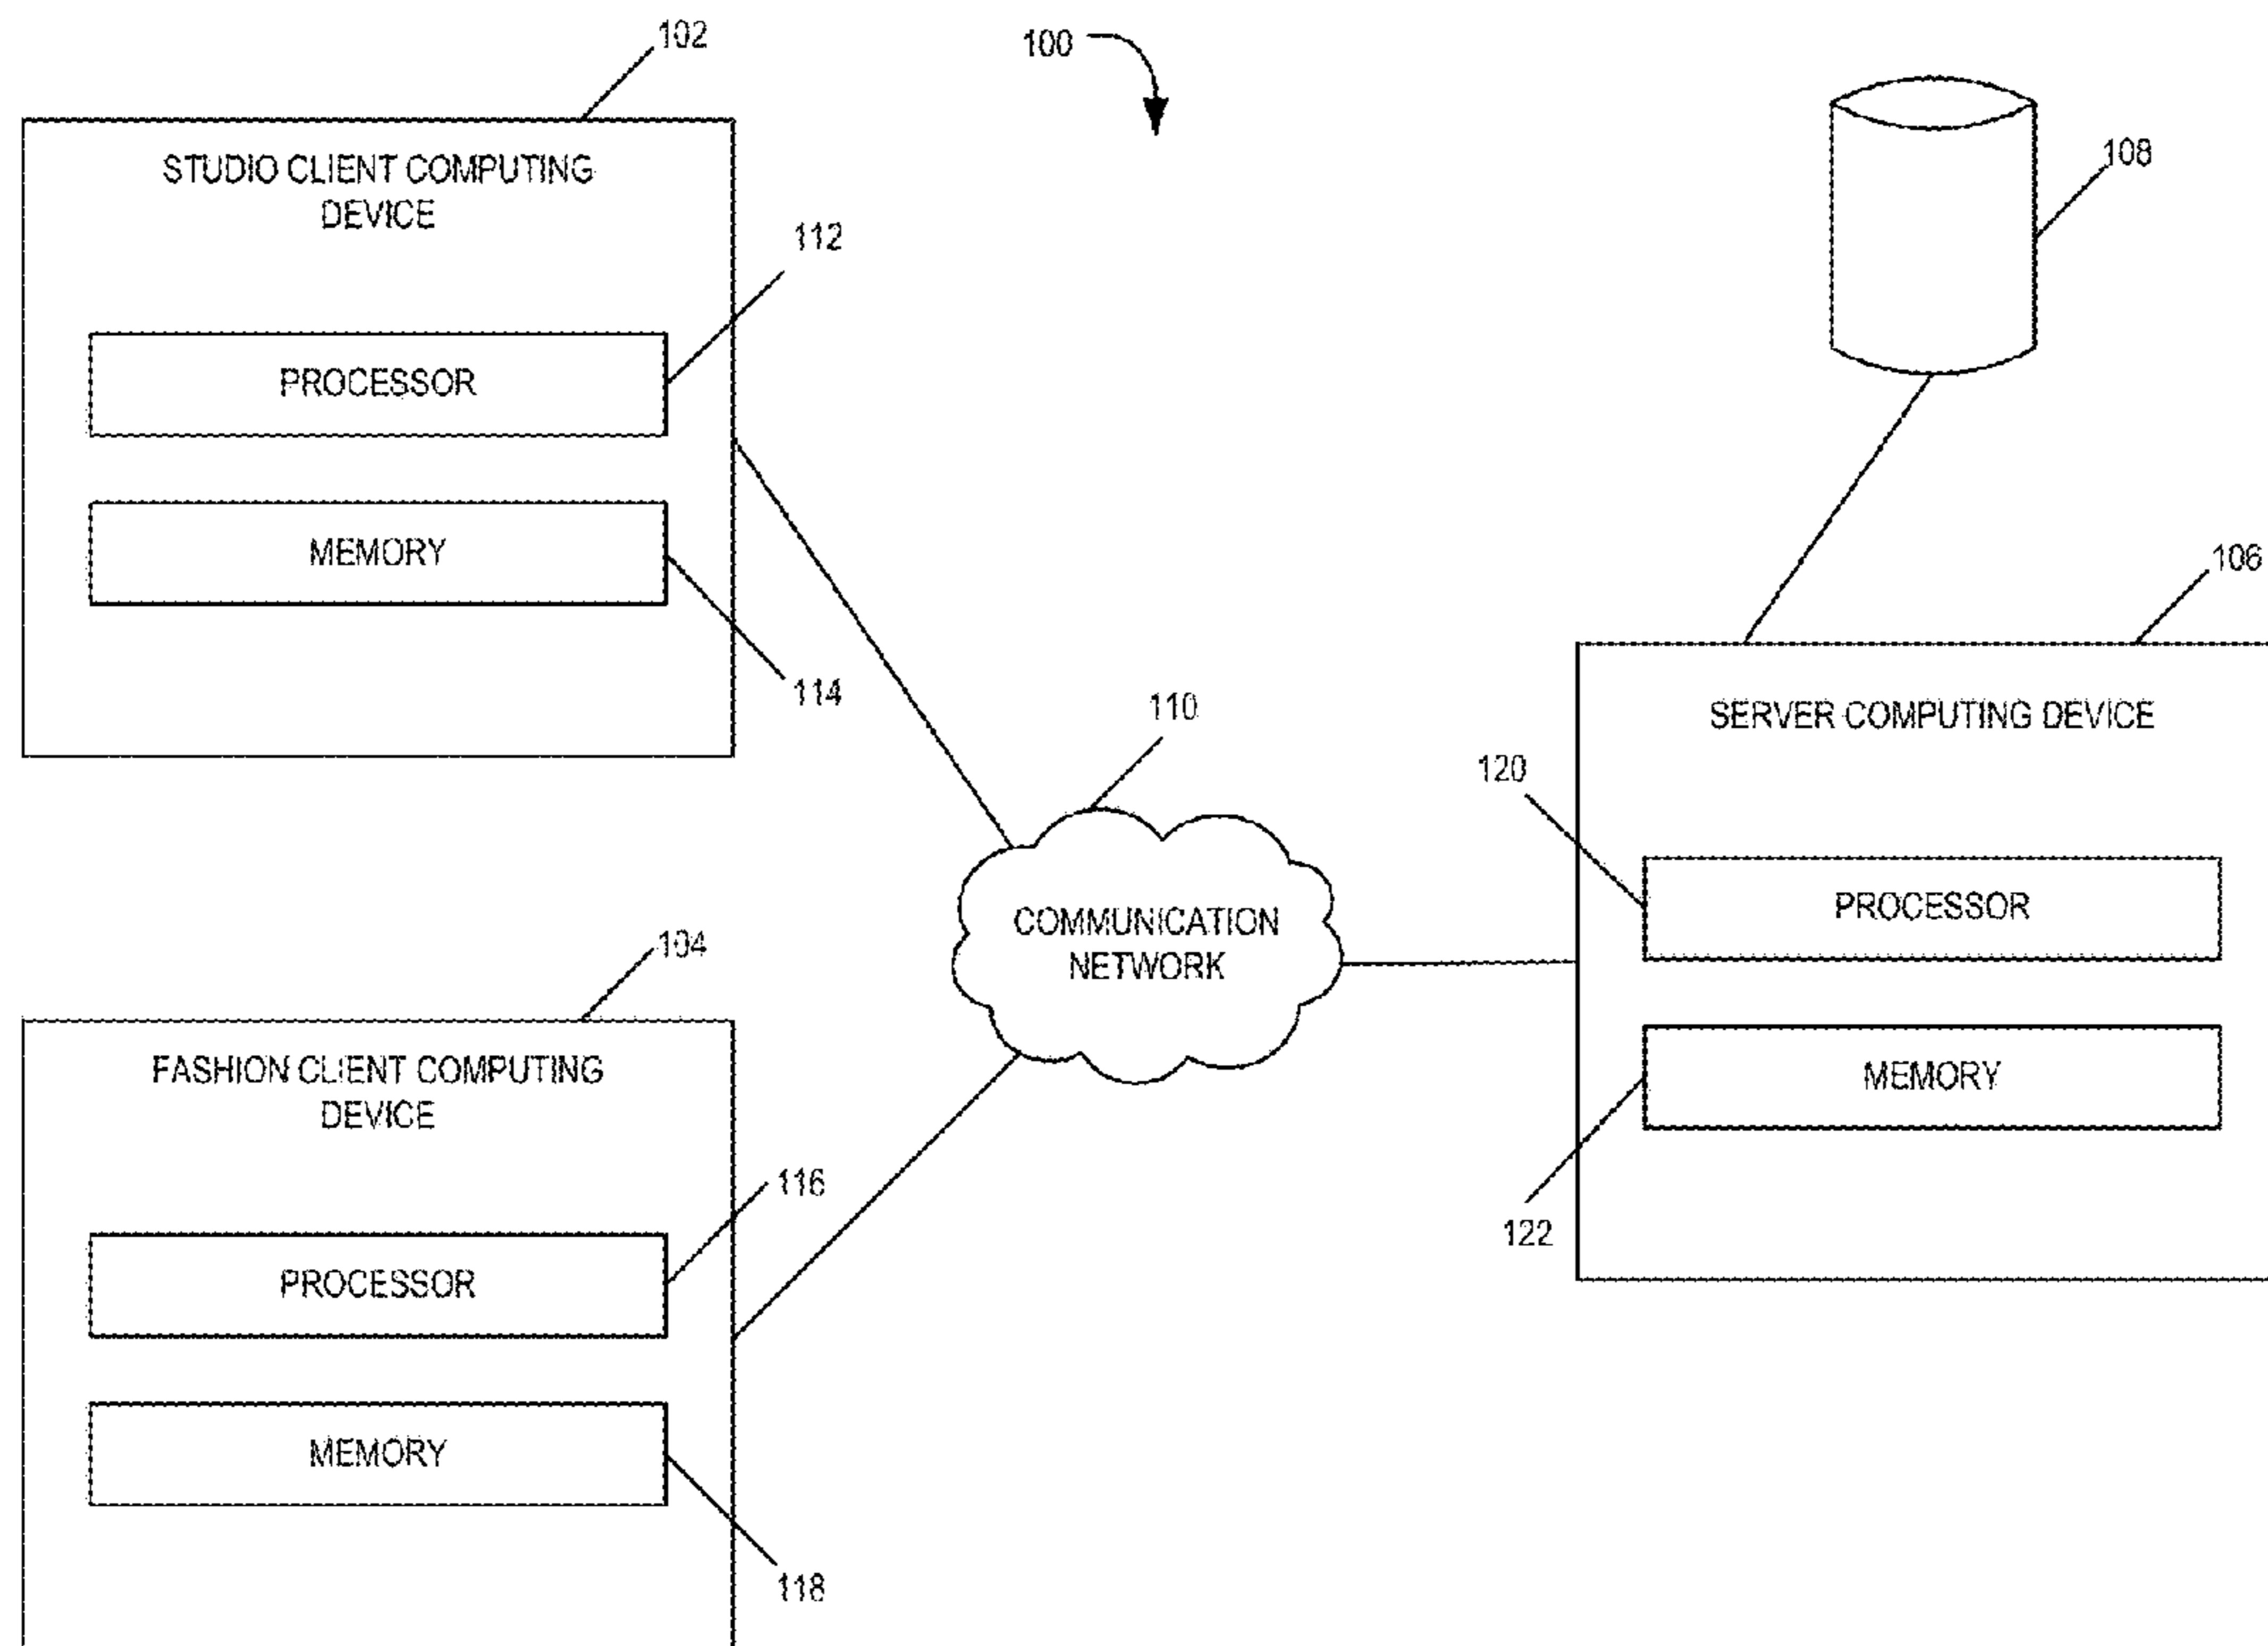 102
100
STUDIO CLIENT COMPUTING
DEVICE
108
112
PROCESSOR
MEMORY
114
106
SERVER COMPUTING DEVICE
110
120
COMMUNICATION
NETWORK
PROCESSOR
MEMORY
122
104
FASHION CLIENT COMPUTING
DEVICE
116
PROCESSOR
MEMORY
118